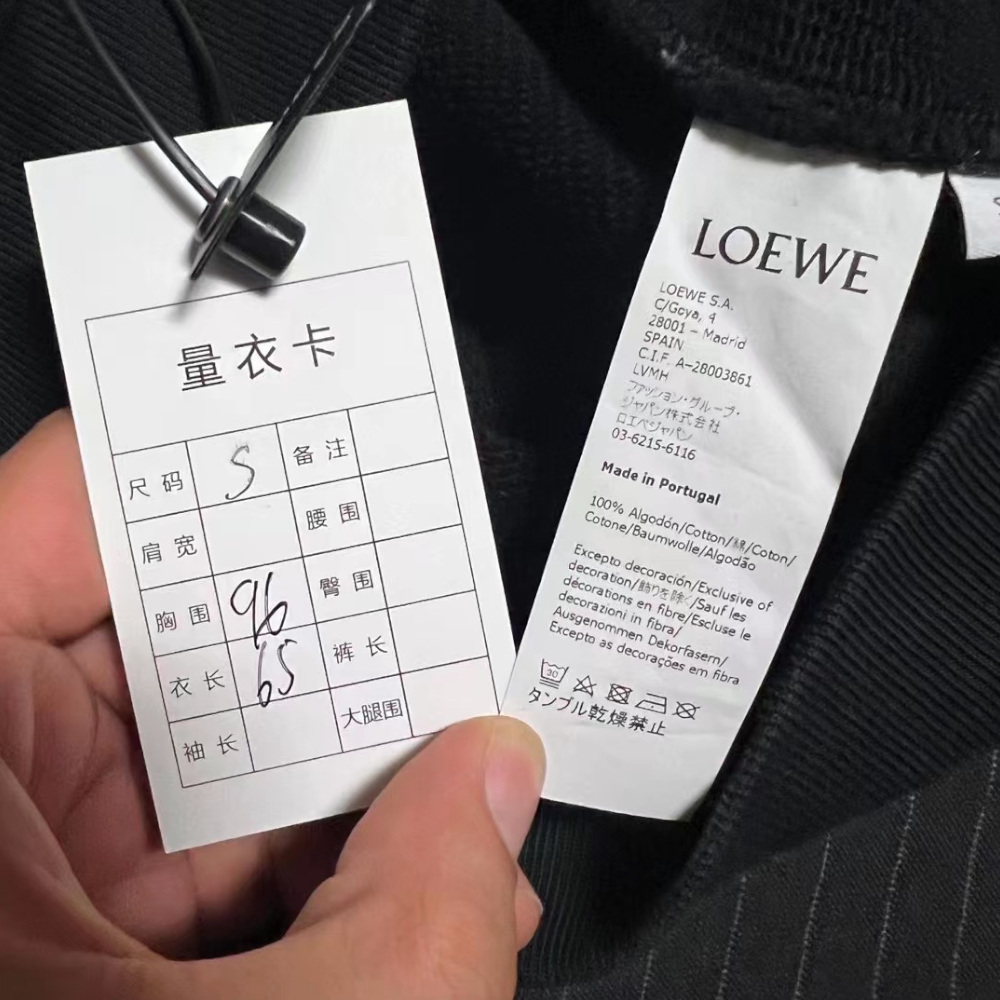 量衣卡
尺码 S 备注
肩宽 腰围
胸围 96 臀围
衣长 65 裤长
袖长 大腿围
LOEWE
LOEWE S.A.
C/Goya, 4
28001 – Madrid
SPAIN
C.I.F. A-28003861
LVMH
ファッション・グループ・
ジャパン株式会社
ロエベジャパン
03-6215-6116
Made in Portugal
100% Algodón/Cotton/綿/Coton/
Cotone/Baumwolle/Algodão
Excepto decoración/Exclusive of
decoration/飾りを除く/Sauf les
décorations en fibre/Escluse le
decorazioni in fibra/
Ausgenommen Dekorfasern/
Excepto as decorações em fibra
30
タンブル乾燥禁止